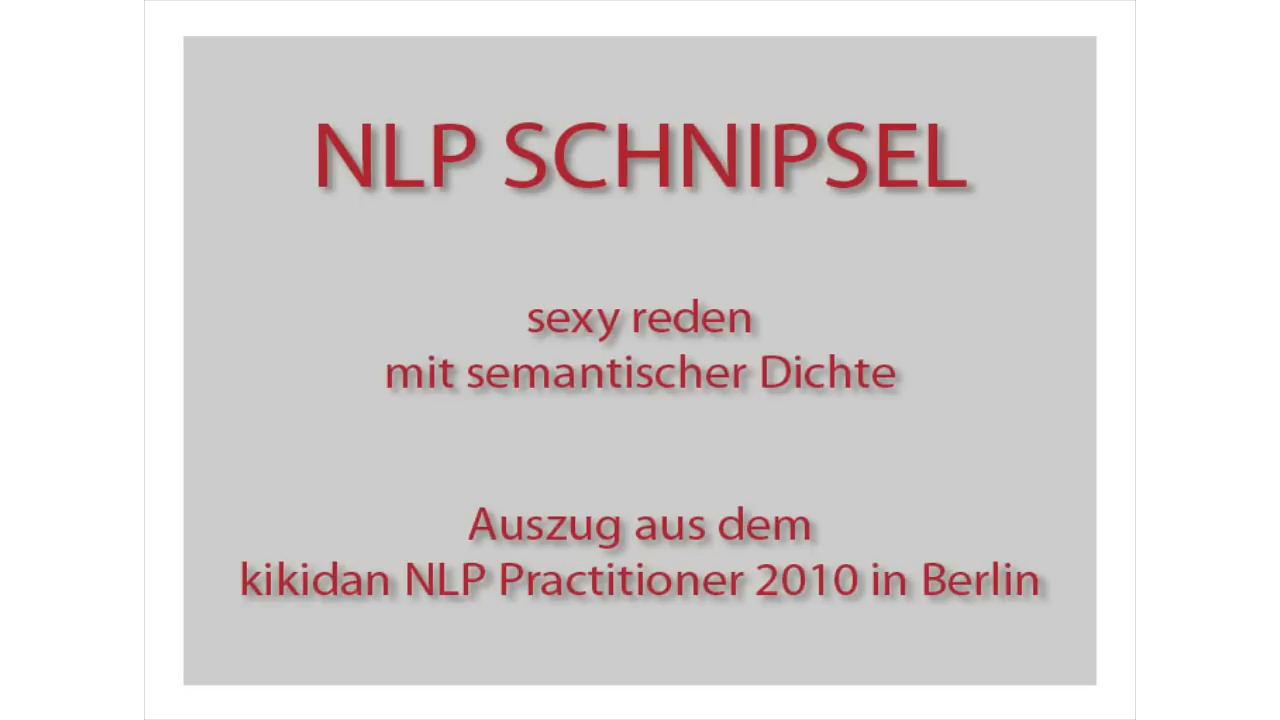 NLP SCHNIPSEL
sexy reden
mit semantischer Dichte
Auszug aus dem
kikidan NLP Practitioner 2010 in Berlin